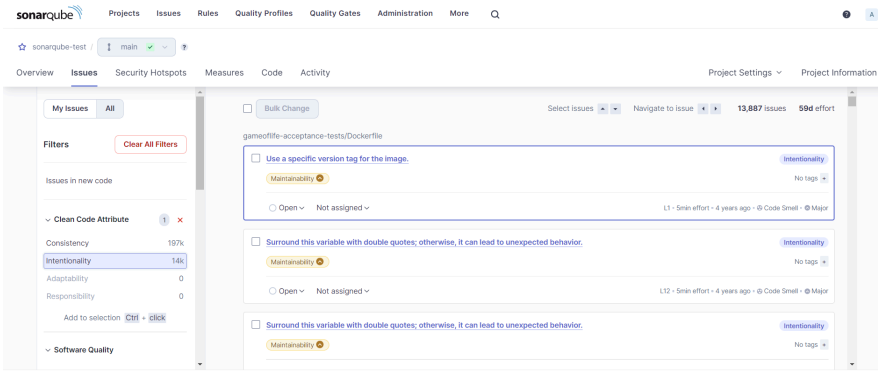 sonarqube
Projects Issues Rules Quality Profiles Quality Gates Administration More
A
sonarqube-test / main
Overview Issues Security Hotspots Measures Code Activity Project Settings Project Information
My Issues All
Bulk Change Select issues Navigate to issue 13,887 issues 59d effort
Filters Clear All Filters
Issues in new code
Clean Code Attribute 1
Consistency 197k
Intentionality 14k
Adaptability 0
Responsibility 0
Add to selection Ctrl + click
Software Quality
gameoflife-acceptance-tests/Dockerfile
Use a specific version tag for the image. Intentionality
Maintainability No tags +
Open Not assigned L1 • 5min effort • 4 years ago • Code Smell • Major
Surround this variable with double quotes; otherwise, it can lead to unexpected behavior. Intentionality
Maintainability No tags +
Open Not assigned L12 • 5min effort • 4 years ago • Code Smell • Major
Surround this variable with double quotes; otherwise, it can lead to unexpected behavior. Intentionality
Maintainability No tags +